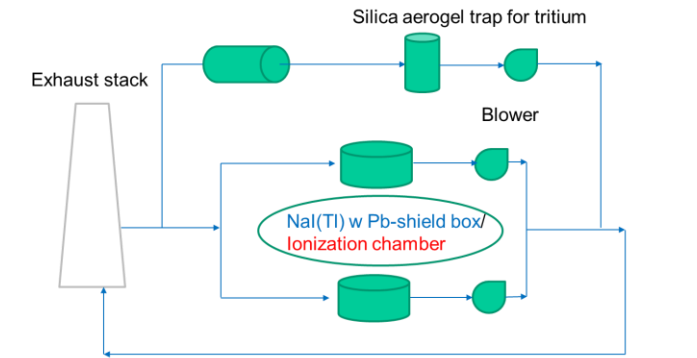 Silica aerogel trap for tritium
Exhaust stack
Blower
NaI(Tl) w Pb-shield box/
Ionization chamber